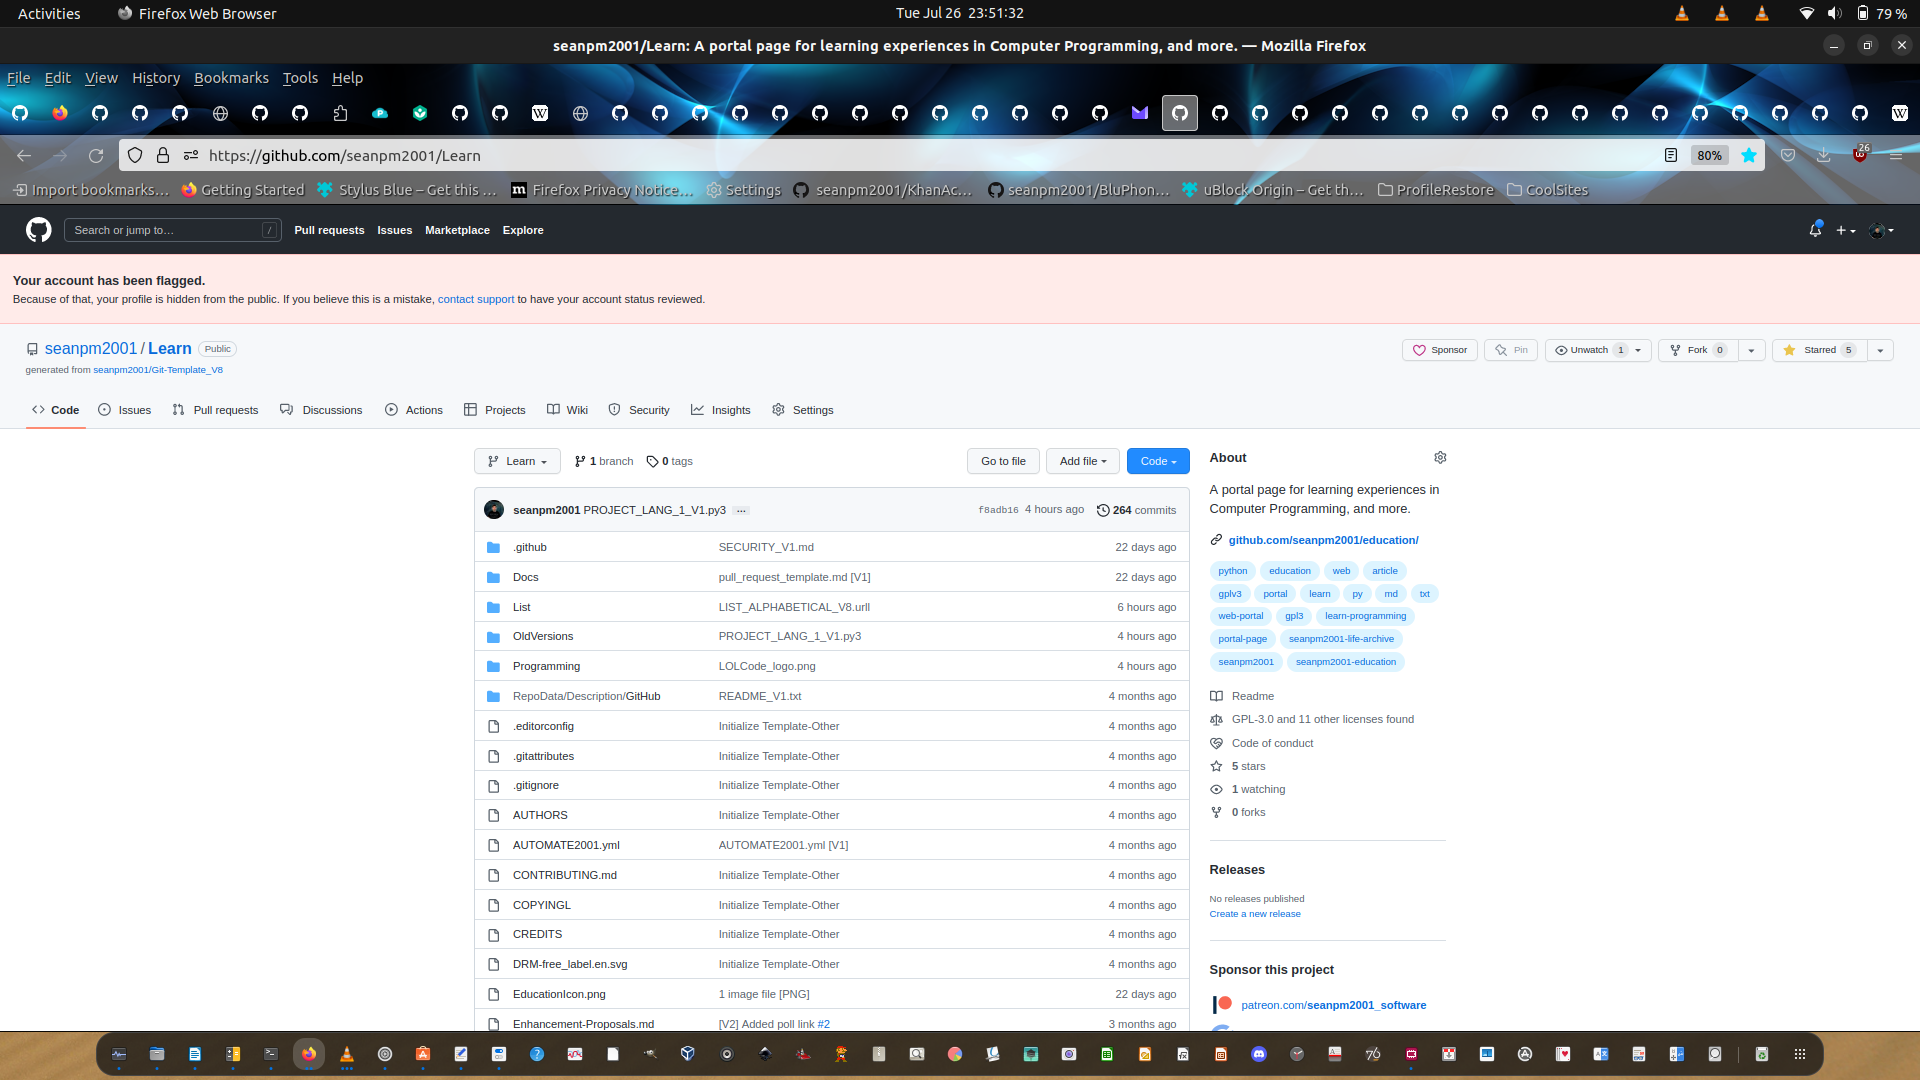 Activities Firefox Web Browser Tue Jul 26 23:51:32 79 %
seanpm2001/Learn: A portal page for learning experiences in Computer Programming, and more. — Mozilla Firefox
File Edit View History Bookmarks Tools Help
https://github.com/seanpm2001/Learn 80% 26
Import bookmarks… Getting Started Stylus Blue – Get this … Firefox Privacy Notice… Settings seanpm2001/KhanAc… seanpm2001/BluPhon… uBlock Origin – Get th… ProfileRestore CoolSites
Search or jump to… / Pull requests Issues Marketplace Explore
Your account has been flagged.
Because of that, your profile is hidden from the public. If you believe this is a mistake, contact support to have your account status reviewed.
seanpm2001 / Learn Public Sponsor Pin Unwatch 1 Fork 0 Starred 5
generated from seanpm2001/Git-Template_V8
Code Issues Pull requests Discussions Actions Projects Wiki Security Insights Settings
Learn 1 branch 0 tags Go to file Add file Code
seanpm2001 PROJECT_LANG_1_V1.py3 … f8adb16 4 hours ago 264 commits
.github SECURITY_V1.md 22 days ago
Docs pull_request_template.md [V1] 22 days ago
List LIST_ALPHABETICAL_V8.urll 6 hours ago
OldVersions PROJECT_LANG_1_V1.py3 4 hours ago
Programming LOLCode_logo.png 4 hours ago
RepoData/Description/GitHub README_V1.txt 4 months ago
.editorconfig Initialize Template-Other 4 months ago
.gitattributes Initialize Template-Other 4 months ago
.gitignore Initialize Template-Other 4 months ago
AUTHORS Initialize Template-Other 4 months ago
AUTOMATE2001.yml AUTOMATE2001.yml [V1] 4 months ago
CONTRIBUTING.md Initialize Template-Other 4 months ago
COPYINGL Initialize Template-Other 4 months ago
CREDITS Initialize Template-Other 4 months ago
DRM-free_label.en.svg Initialize Template-Other 4 months ago
EducationIcon.png 1 image file [PNG] 22 days ago
Enhancement-Proposals.md [V2] Added poll link #2 3 months ago
About
A portal page for learning experiences in
Computer Programming, and more.
github.com/seanpm2001/education/
python education web article
gplv3 portal learn py md txt
web-portal gpl3 learn-programming
portal-page seanpm2001-life-archive
seanpm2001 seanpm2001-education
Readme
GPL-3.0 and 11 other licenses found
Code of conduct
5 stars
1 watching
0 forks
Releases
No releases published
Create a new release
Sponsor this project
patreon.com/seanpm2001_software